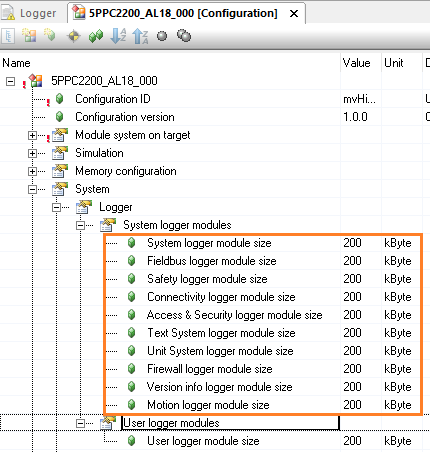 Logger 5PPC2200_AL18_000 [Configuration] X
Name Value Unit D
5PPC2200_AL18_000
Configuration ID mvHi... U
Configuration version 1.0.0 C
Module system on target
Simulation
Memory configuration
System
Logger
System logger modules
System logger module size 200 kByte
Fieldbus logger module size 200 kByte
Safety logger module size 200 kByte
Connectivity logger module size 200 kByte
Access & Security logger module size 200 kByte
Text System logger module size 200 kByte
Unit System logger module size 200 kByte
Firewall logger module size 200 kByte
Version info logger module size 200 kByte
Motion logger module size 200 kByte
User logger modules
User logger module size 200 kByte